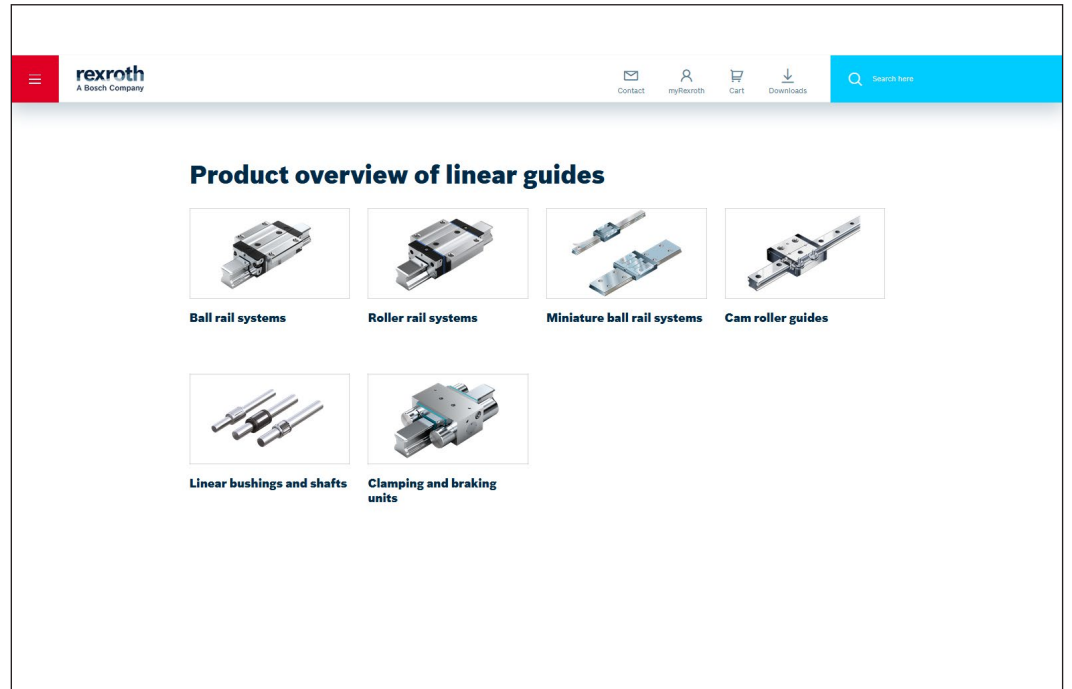 rexroth
A Bosch Company
Contact
myRexroth
Cart
Downloads
Search here
Product overview of linear guides
Ball rail systems
Roller rail systems
Miniature ball rail systems
Cam roller guides
Linear bushings and shafts
Clamping and braking
units